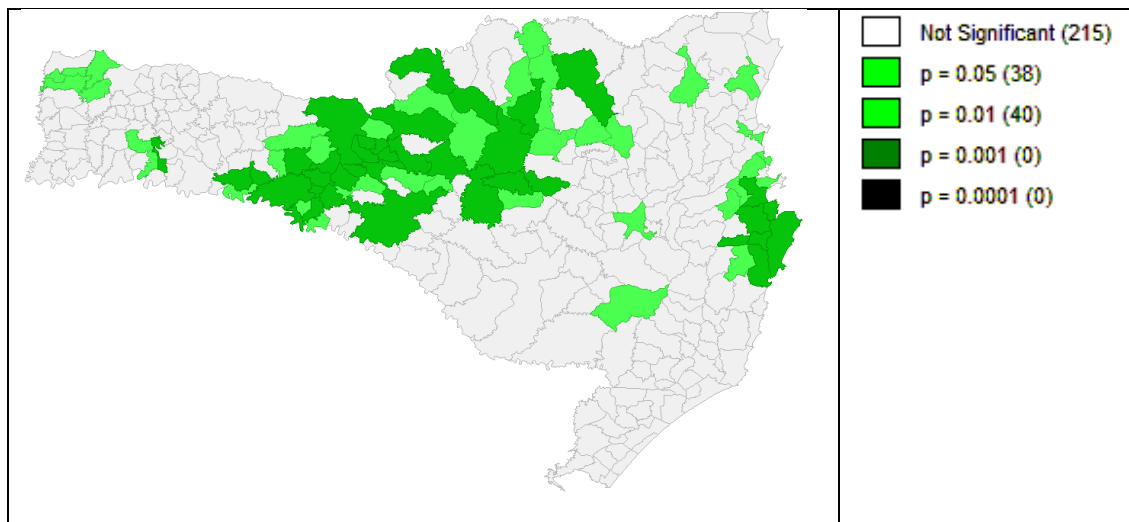 Not Significant (215)
p = 0.05 (38)
p = 0.01 (40)
p = 0.001 (0)
p = 0.0001 (0)